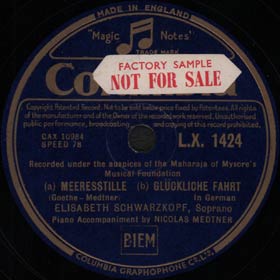 MADE IN ENGLAND
"Magic Notes"
TRADE MARK
FACTORY SAMPLE
NOT FOR SALE
Copyright Patented Record. Not to be sold below price fixed by Patentees. All rights
of the manufacturer and of the Owner of the recorded work reserved. Unauthorised
public performance, broadcasting and copying of this record prohibited.
CAX 10984
SPEED 78
L.X. 1424
Recorded under the auspices of the Maharaja of Mysore's
Musical Foundation
(a) MEERESSTILLE (b) GLÜCKLICHE FAHRT
(Goethe - Medtner) In German
ELISABETH SCHWARZKOPF, Soprano
Piano Accompaniment by NICOLAS MEDTNER
BIEM
COLUMBIA GRAPHOPHONE CO. LTD.